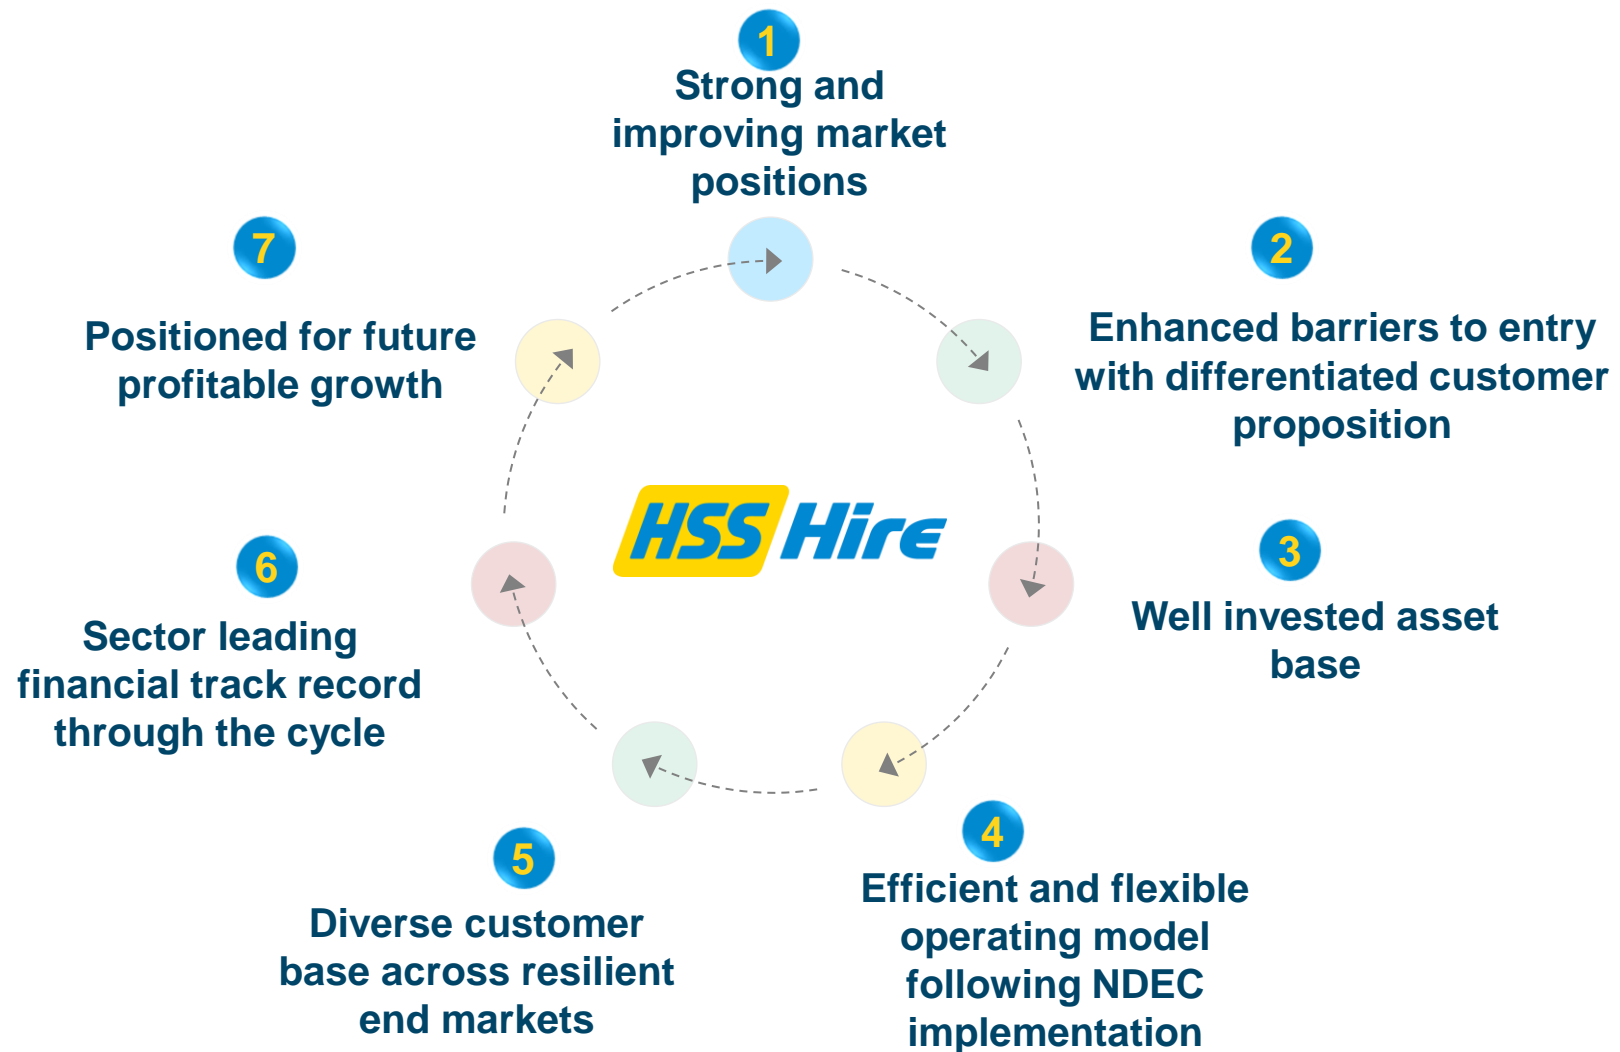 1
Strong and
improving market
positions
2
Enhanced barriers to entry
with differentiated customer
proposition
3
Well invested asset
base
4
Efficient and flexible
operating model
following NDEC
implementation
5
Diverse customer
base across resilient
end markets
6
Sector leading
financial track record
through the cycle
7
Positioned for future
profitable growth
HSS Hire